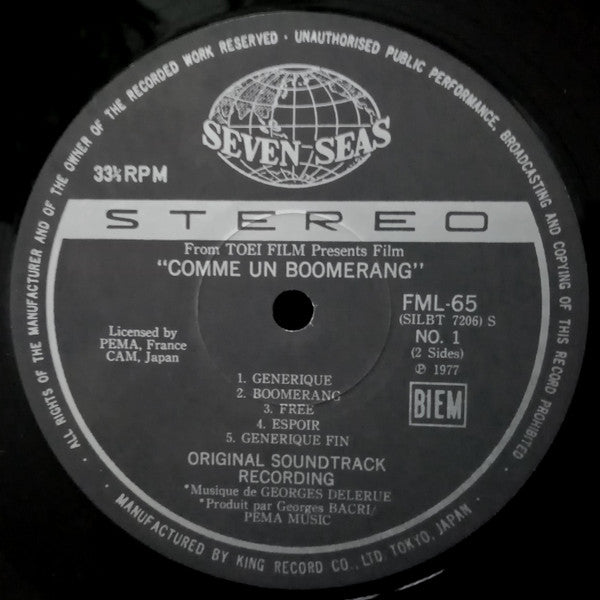 ALL RIGHTS OF THE MANUFACTURER AND OF THE OWNER OF THE RECORDED WORK RESERVED · UNAUTHORISED PUBLIC PERFORMANCE, BROADCASTING AND COPYING OF THIS RECORD PROHIBITED ·
SEVEN SEAS
33⅓RPM
STEREO
From TOEI FILM Presents Film
"COMME UN BOOMERANG"
FML-65
(SILBT 7206) S
NO. 1
(2 Sides)
℗ 1977
Licensed by
PEMA, France
CAM, Japan
BIEM
1. GENERIQUE
2. BOOMERANG
3. FREE
4. ESPOIR
5. GENERIQUE FIN
ORIGINAL SOUNDTRACK
RECORDING
*Musique de GEORGES DELERUE
*Produit par Georges BACRI/
PEMA MUSIC
MANUFACTURED BY KING RECORD CO., LTD. TOKYO, JAPAN